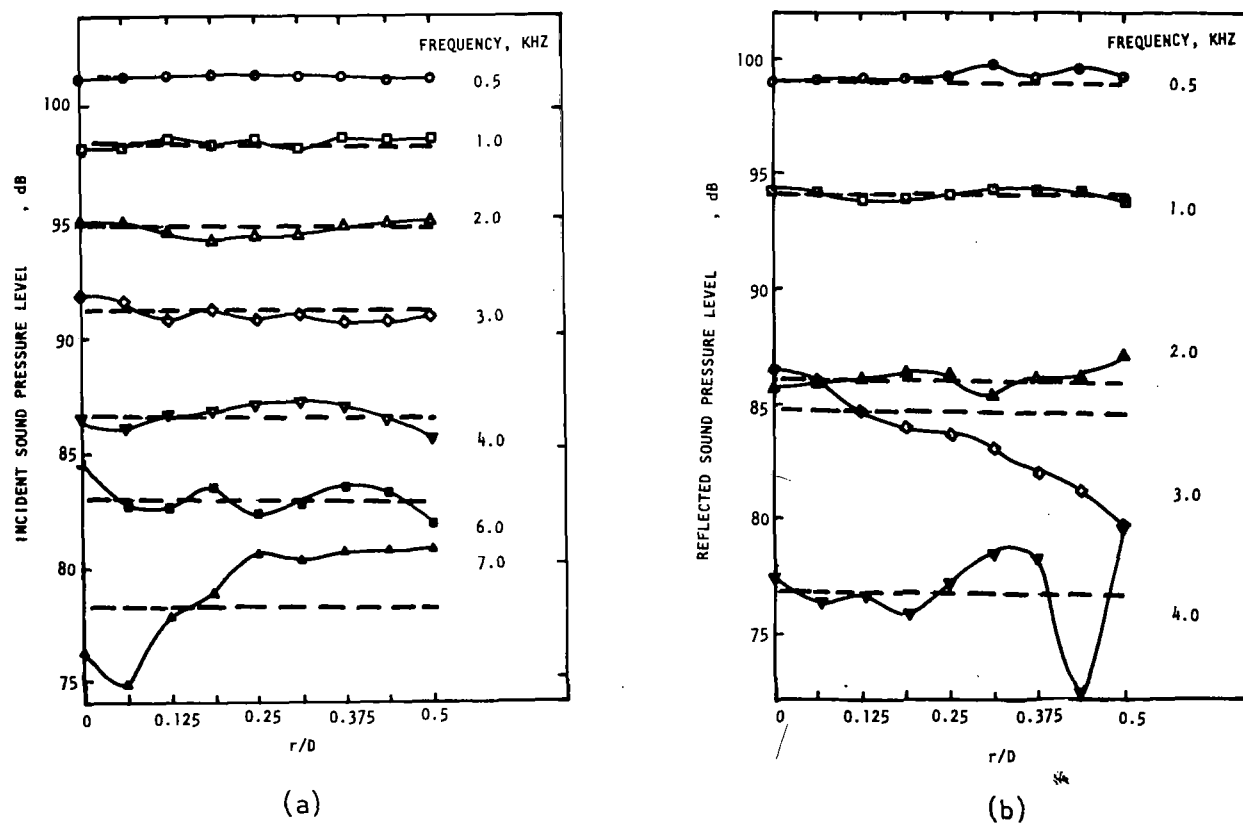 FREQUENCY, KHZ
0.5
1.0
2.0
3.0
4.0
6.0
7.0
100
95
90
85
80
75
INCIDENT SOUND PRESSURE LEVEL , dB
0 0.125 0.25 0.375 0.5
r/D
(a)
FREQUENCY, KHZ
0.5
1.0
2.0
3.0
4.0
100
95
90
85
80
75
REFLECTED SOUND PRESSURE LEVEL , dB
0 0.125 0.25 0.375 0.5
r/D
(b)